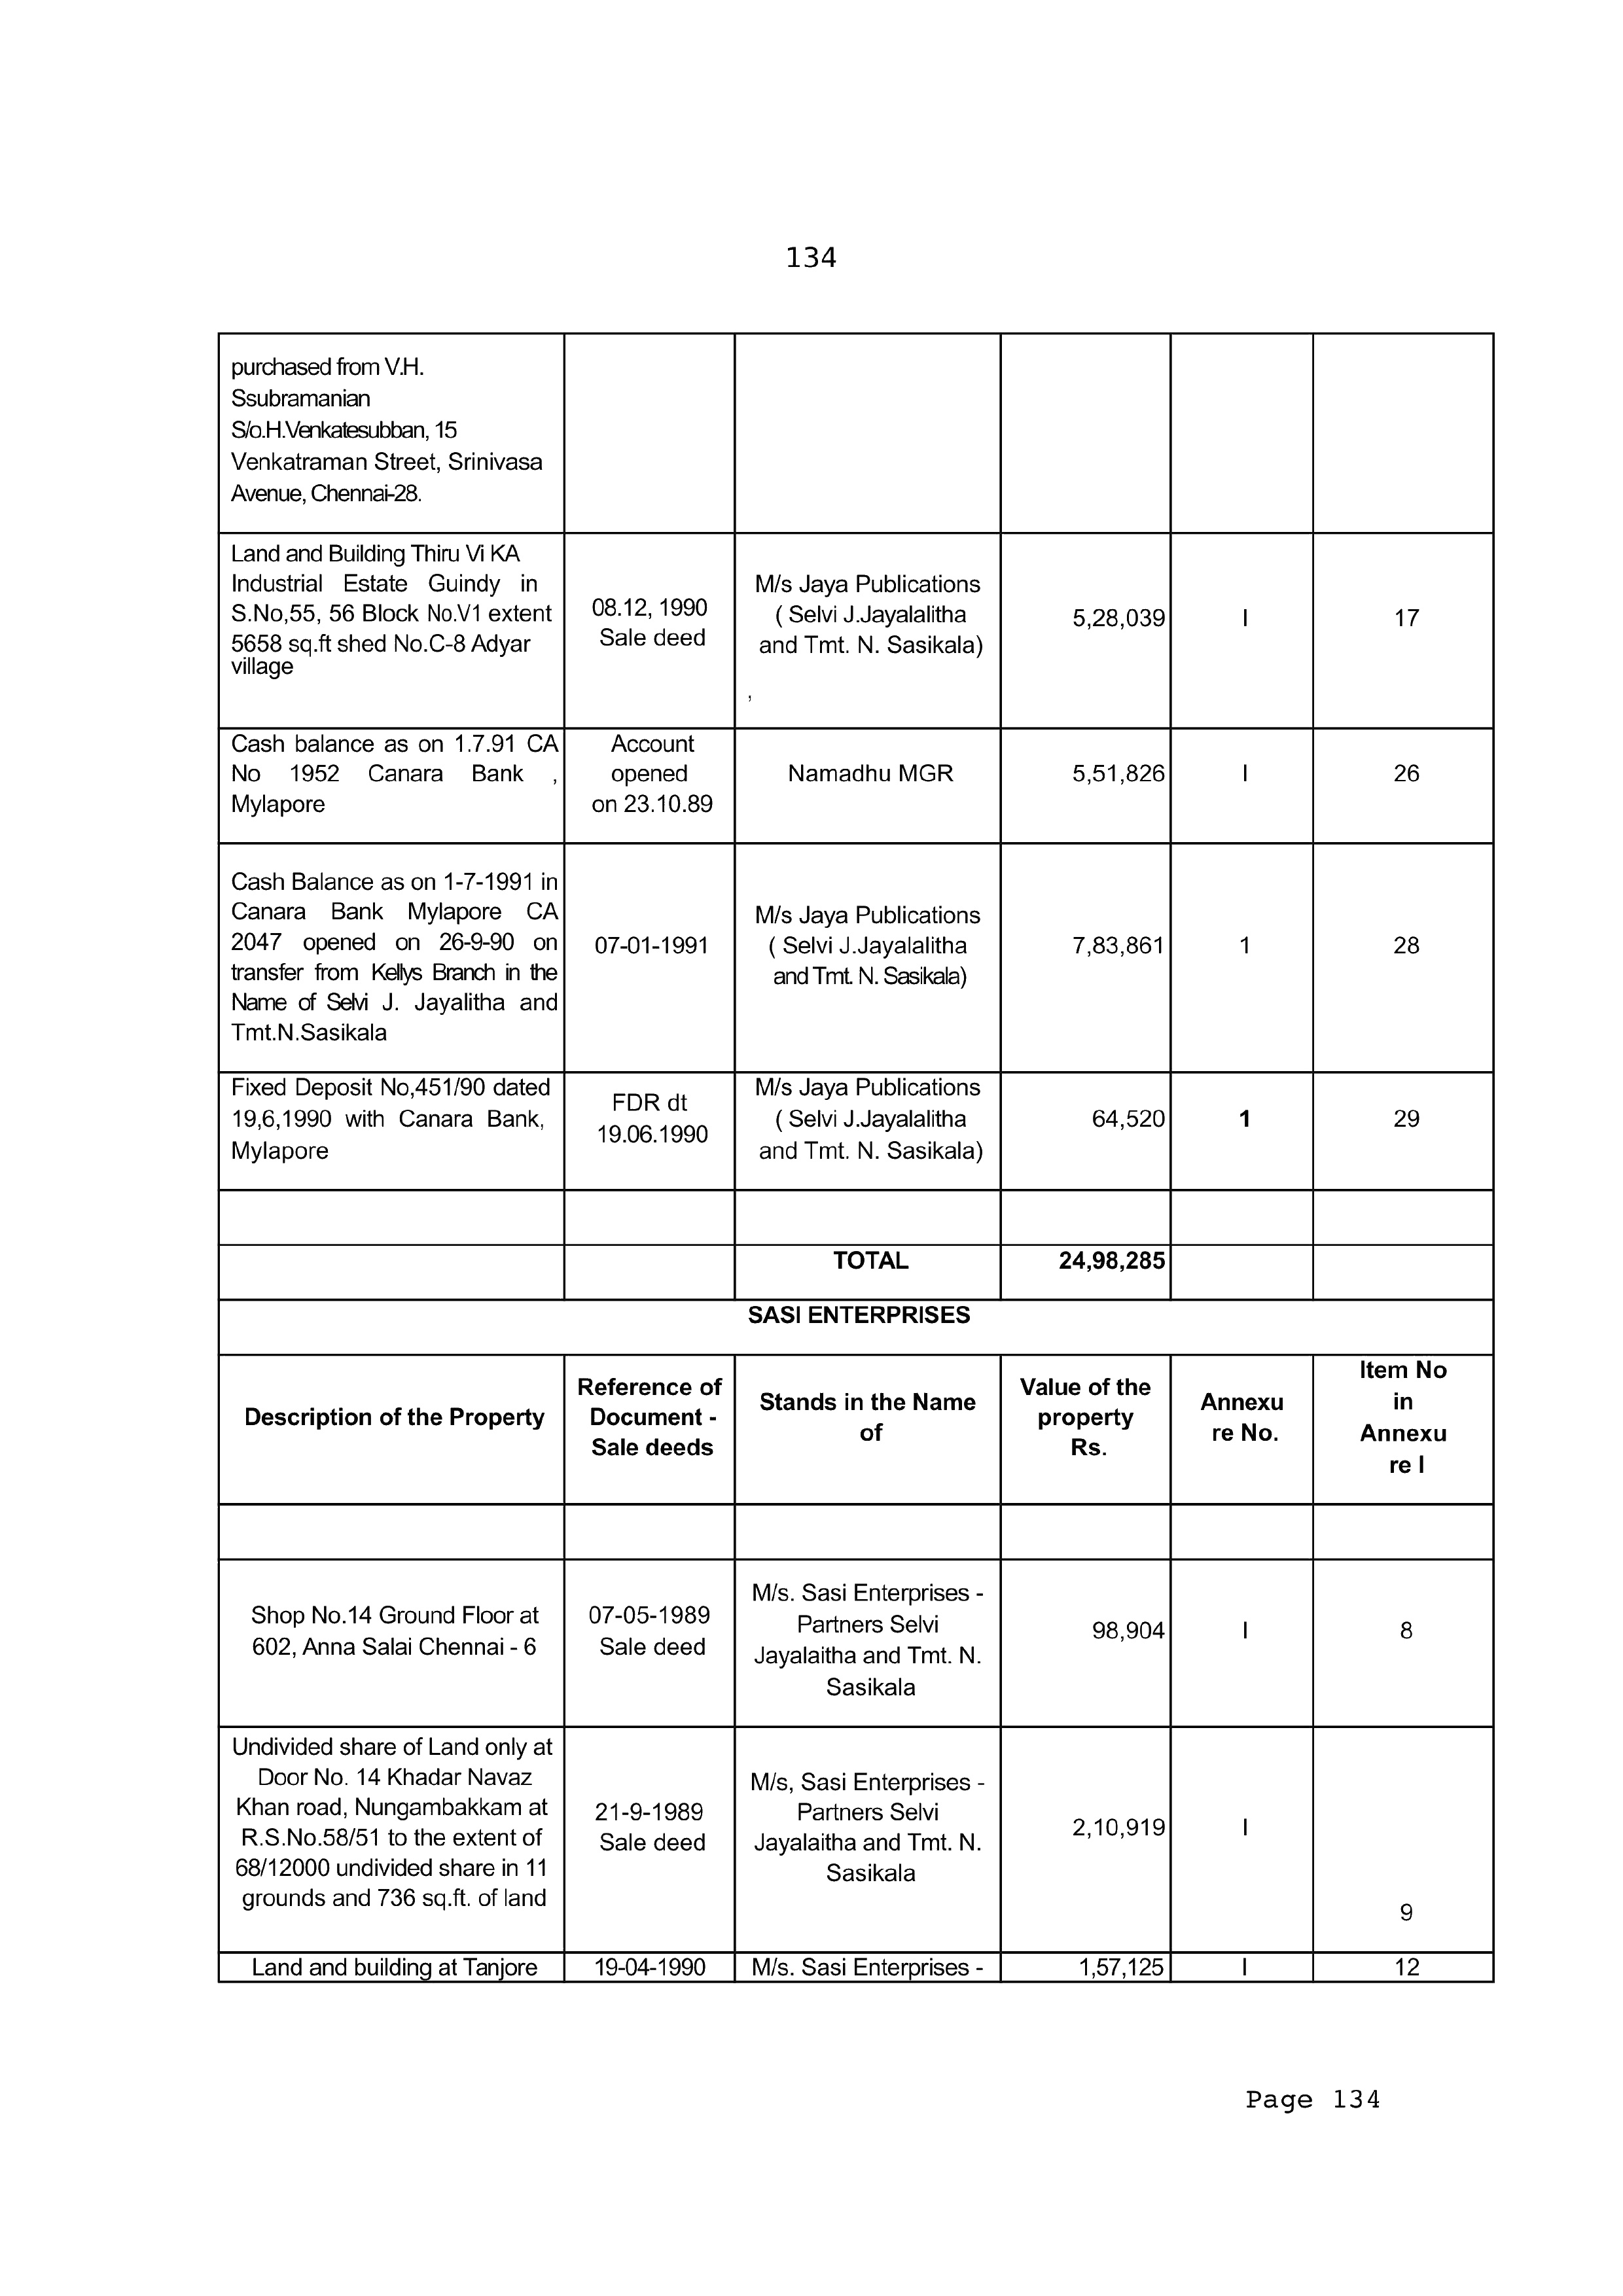 134
purchased from V.H.
Ssubramanian
S/o.H.Venkatesubban, 15
Venkatraman Street, Srinivasa
Avenue, Chennai-28.
Land and Building Thiru Vi KA
Industrial Estate Guindy in
S.No,55, 56 Block No.V1 extent
5658 sq.ft shed No.C-8 Adyar
village
08.12, 1990
Sale deed
M/s Jaya Publications
( Selvi J.Jayalalitha
and Tmt. N. Sasikala)
,
5,28,039
I
17
Cash balance as on 1.7.91 CA
No 1952 Canara Bank ,
Mylapore
Account
opened
on 23.10.89
Namadhu MGR
5,51,826
I
26
Cash Balance as on 1-7-1991 in
Canara Bank Mylapore CA
2047 opened on 26-9-90 on
transfer from Kellys Branch in the
Name of Selvi J. Jayalitha and
Tmt.N.Sasikala
07-01-1991
M/s Jaya Publications
( Selvi J.Jayalalitha
and Tmt. N. Sasikala)
7,83,861
1
28
Fixed Deposit No,451/90 dated
19,6,1990 with Canara Bank,
Mylapore
FDR dt
19.06.1990
M/s Jaya Publications
( Selvi J.Jayalalitha
and Tmt. N. Sasikala)
64,520
1
29
TOTAL
24,98,285
SASI ENTERPRISES
Description of the Property
Reference of
Document -
Sale deeds
Stands in the Name
of
Value of the
property
Rs.
Annexu
re No.
Item No
in
Annexu
re I
Shop No.14 Ground Floor at
602, Anna Salai Chennai - 6
07-05-1989
Sale deed
M/s. Sasi Enterprises -
Partners Selvi
Jayalaitha and Tmt. N.
Sasikala
98,904
I
8
Undivided share of Land only at
Door No. 14 Khadar Navaz
Khan road, Nungambakkam at
R.S.No.58/51 to the extent of
68/12000 undivided share in 11
grounds and 736 sq.ft. of land
21-9-1989
Sale deed
M/s, Sasi Enterprises -
Partners Selvi
Jayalaitha and Tmt. N.
Sasikala
2,10,919
I
9
Land and building at Tanjore
19-04-1990
M/s. Sasi Enterprises -
1,57,125
I
12
Page 134